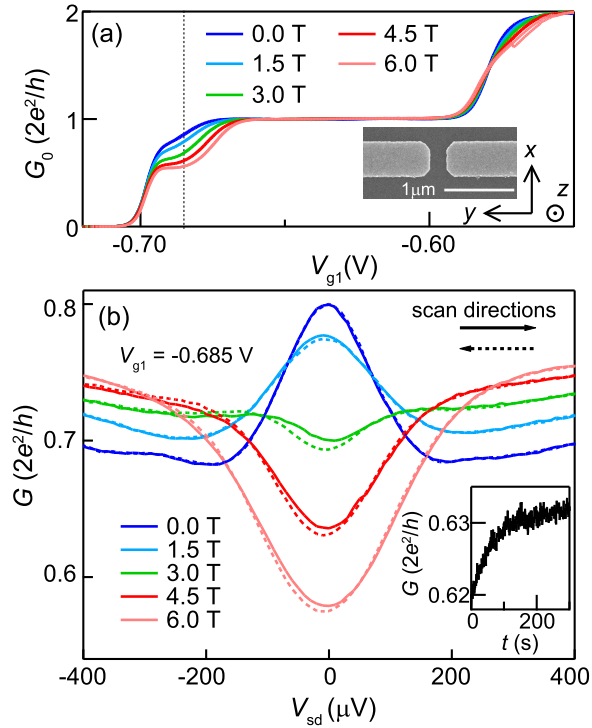 (a)
0.0 T
1.5 T
3.0 T
4.5 T
6.0 T
2
1
0
G0 (2e²/h)
1μm
x
y
z
-0.70
-0.60
Vg1(V)
(b)
Vg1 = -0.685 V
scan directions
0.8
0.7
0.6
G (2e²/h)
0.0 T
1.5 T
3.0 T
4.5 T
6.0 T
G (2e²/h)
0.63
0.62
0
200
t (s)
-400
-200
0
200
400
Vsd (μV)